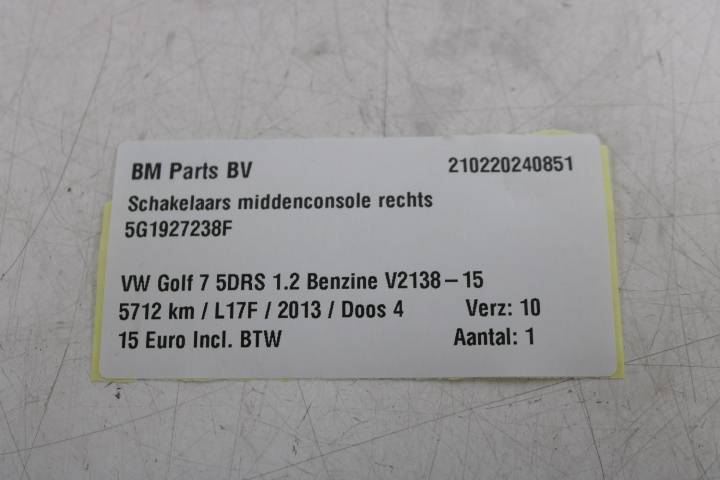 BM Parts BV 210220240851
Schakelaars middenconsole rechts
5G1927238F
VW Golf 7 5DRS 1.2 Benzine V2138-15
5712 km / L17F / 2013 / Doos 4 Verz: 10
15 Euro Incl. BTW Aantal: 1